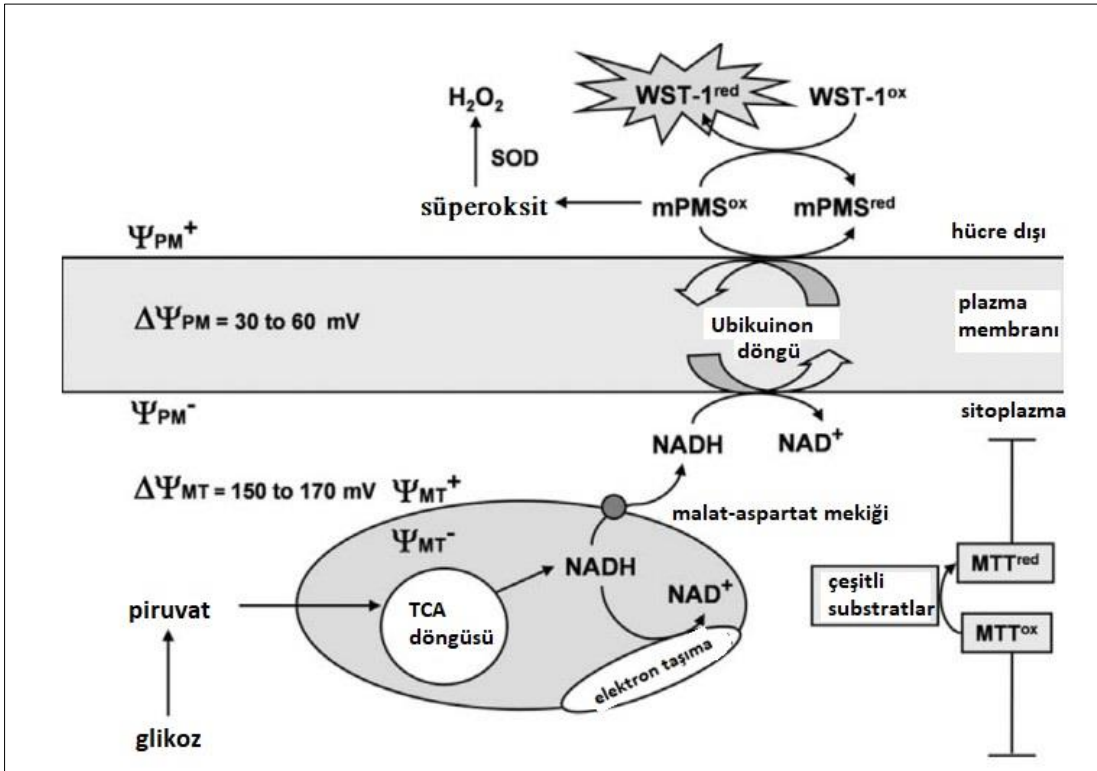 WST-1ʳᵉᵈ WST-1ᵒˣ
H₂O₂
SOD
süperoksit mPMSᵒˣ mPMSʳᵉᵈ
Ψₚₘ⁺ hücre dışı
ΔΨₚₘ = 30 to 60 mV
Ubikuinon
döngü
plazma
membranı
Ψₚₘ⁻ sitoplazma
NADH NAD⁺
ΔΨMT = 150 to 170 mV ΨMT⁺
malat-aspartat mekiği
ΨMT⁻
NADH
NAD⁺
piruvat
TCA
döngüsü
elektron taşıma
glikoz
çeşitli
substratlar
MTTʳᵉᵈ
MTTᵒˣ